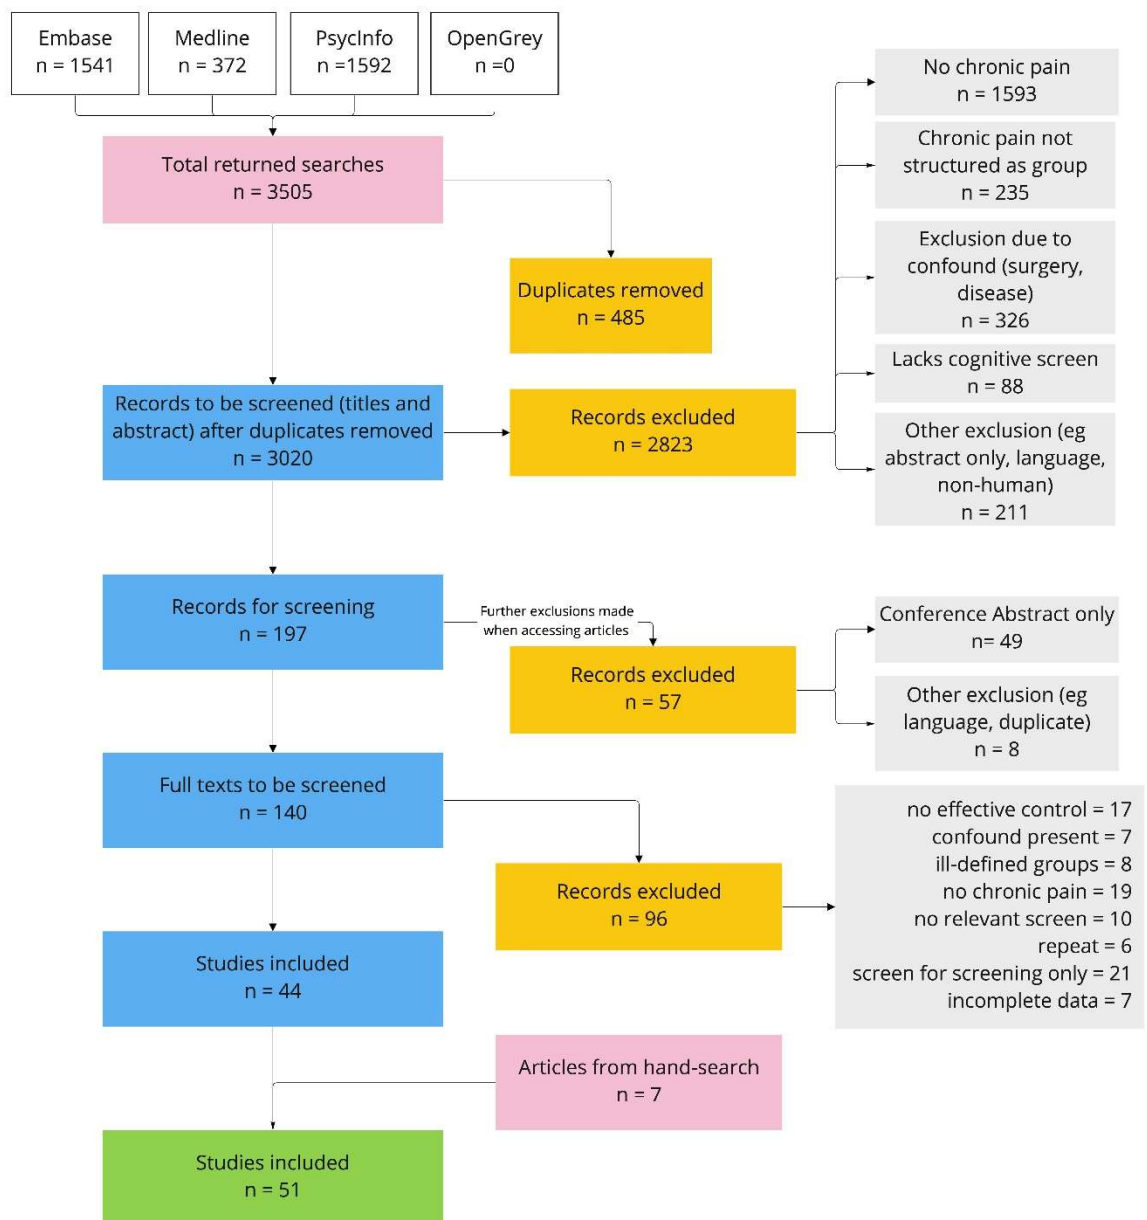 Embase
n = 1541
Medline
n = 372
PsycInfo
n =1592
OpenGrey
n =0
Total returned searches
n = 3505
Duplicates removed
n = 485
No chronic pain
n = 1593
Chronic pain not
structured as group
n = 235
Exclusion due to
confound (surgery,
disease)
n = 326
Lacks cognitive screen
n = 88
Other exclusion (eg
abstract only, language,
non-human)
n = 211
Records to be screened (titles and
abstract) after duplicates removed
n = 3020
Records excluded
n = 2823
Records for screening
n = 197
Further exclusions made
when accessing articles
Records excluded
n = 57
Conference Abstract only
n= 49
Other exclusion (eg
language, duplicate)
n = 8
Full texts to be screened
n = 140
Records excluded
n = 96
no effective control = 17
confound present = 7
ill-defined groups = 8
no chronic pain = 19
no relevant screen = 10
repeat = 6
screen for screening only = 21
incomplete data = 7
Studies included
n = 44
Articles from hand-search
n = 7
Studies included
n = 51